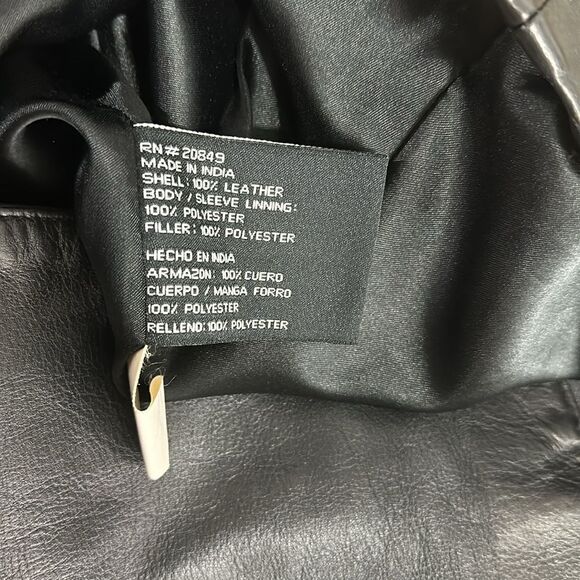 RN# 20849
MADE IN INDIA
SHELL: 100% LEATHER
BODY / SLEEVE LINNING:
100% POLYESTER
FILLER: 100% POLYESTER
HECHO EN INDIA
ARMAZON: 100% CUERO
CUERPO / MANGA FORRO
100% POLYESTER
RELLENO: 100% POLYESTER